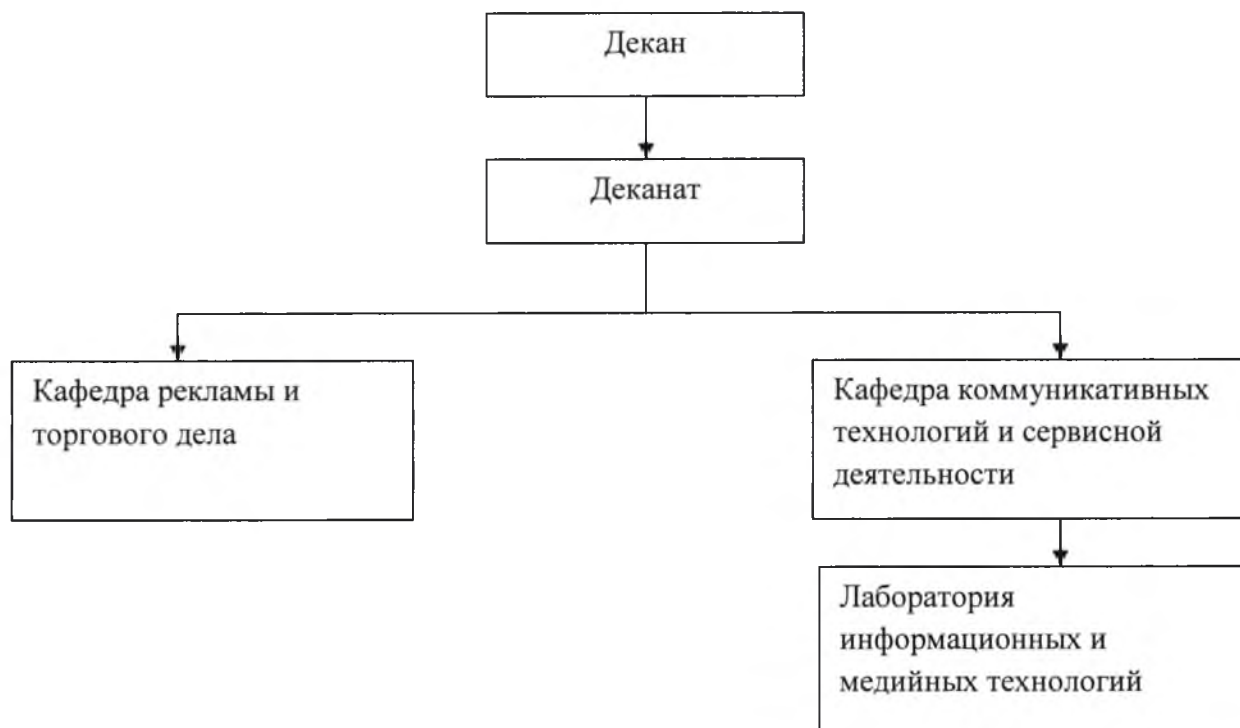 Декан
Деканат
Кафедра рекламы и
торгового дела
Кафедра коммуникативных
технологий и сервисной
деятельности
Лаборатория
информационных и
медийных технологий